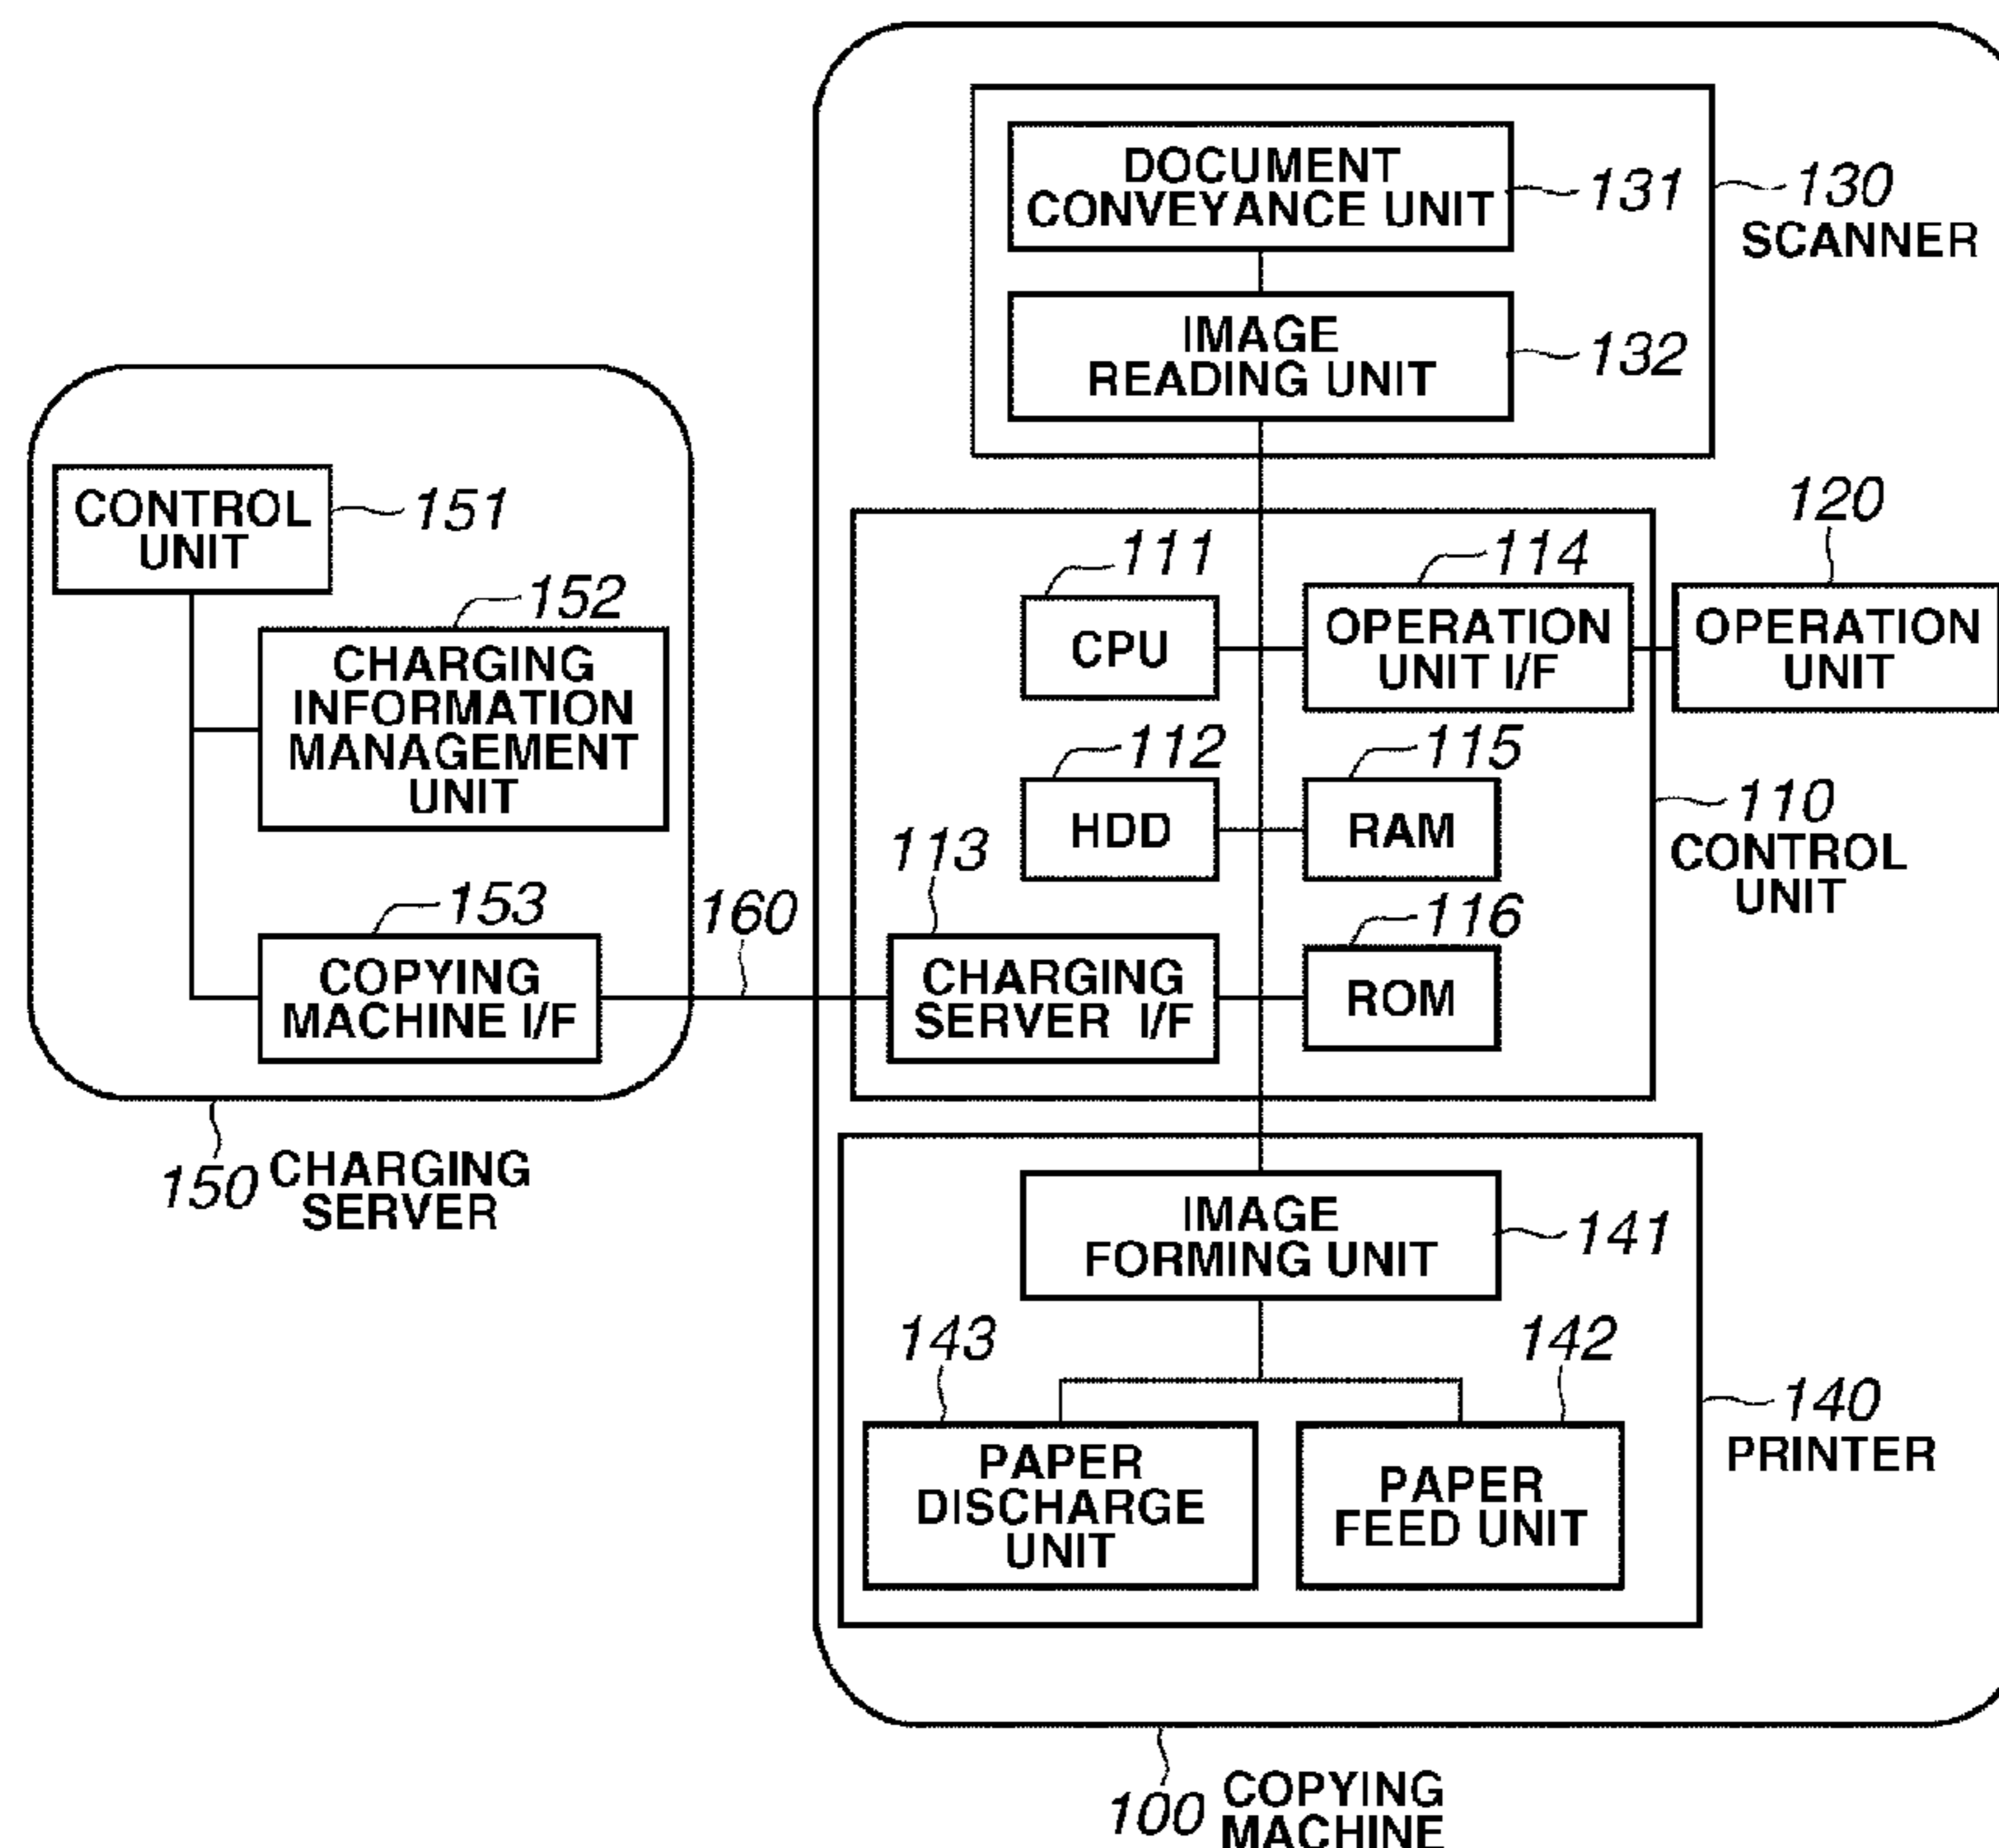 DOCUMENT
CONVEYANCE UNIT
131
130
SCANNER
IMAGE
READING UNIT
132
CONTROL
UNIT
151
152
CHARGING
INFORMATION
MANAGEMENT
UNIT
153
COPYING
MACHINE I/F
150
CHARGING
SERVER
160
111
CPU
114
OPERATION
UNIT I/F
120
OPERATION
UNIT
112
HDD
115
RAM
110
CONTROL
UNIT
113
CHARGING
SERVER I/F
116
ROM
IMAGE
FORMING UNIT
141
143
PAPER
DISCHARGE
UNIT
142
PAPER
FEED UNIT
140
PRINTER
100
COPYING
MACHINE